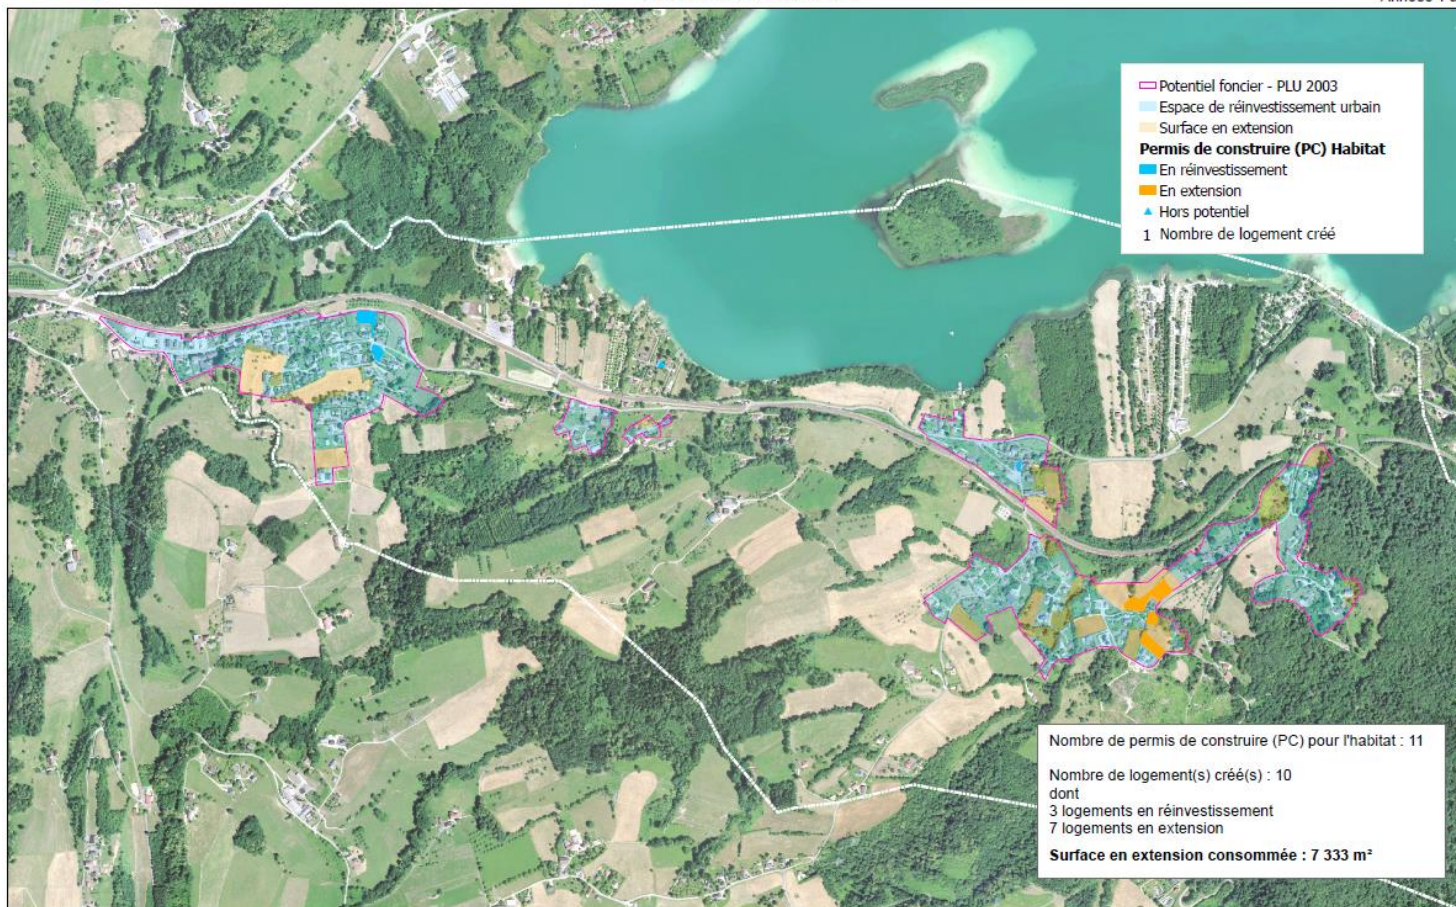 Potentiel foncier - PLU 2003
Espace de réinvestissement urbain
Surface en extension
Permis de construire (PC) Habitat
En réinvestissement
En extension
Hors potentiel
1 Nombre de logement créé
Nombre de permis de construire (PC) pour l'habitat : 11
Nombre de logement(s) créé(s) : 10
dont
3 logements en réinvestissement
7 logements en extension
Surface en extension consommée : 7 333 m²